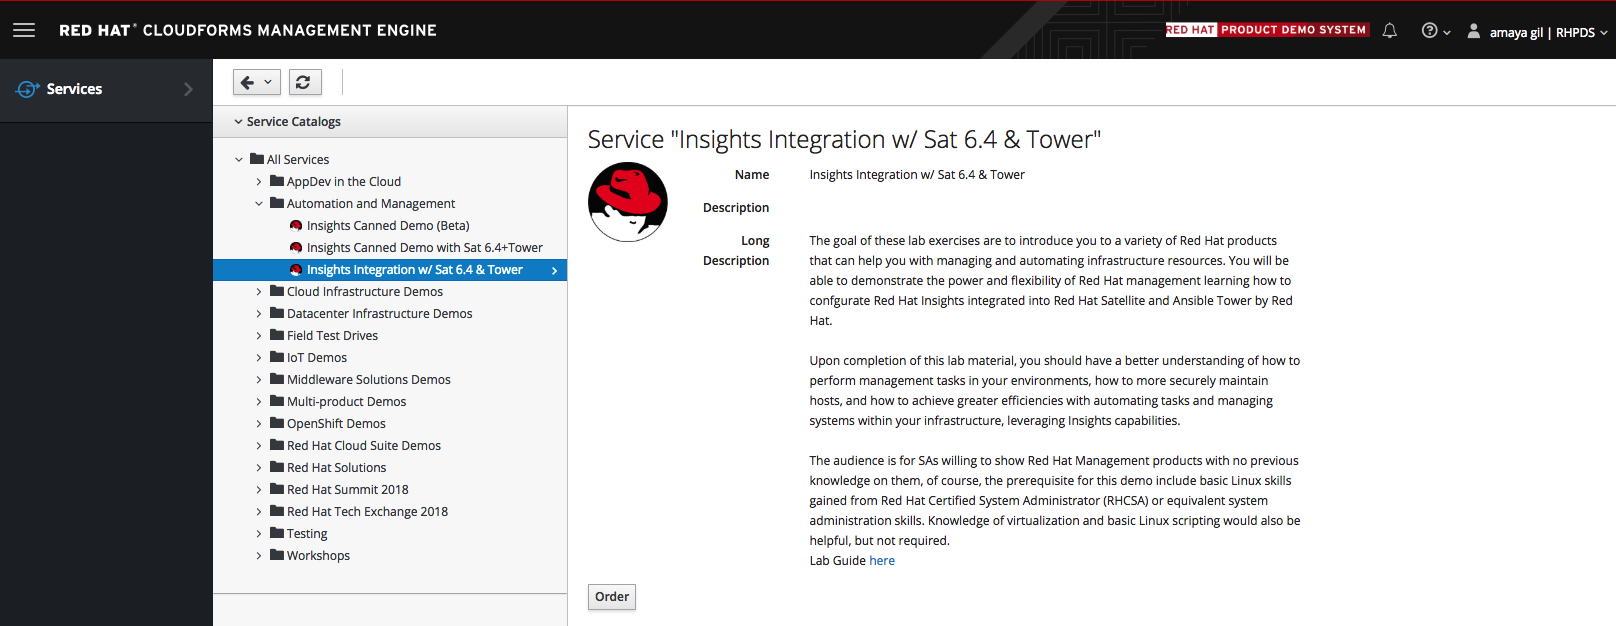 RED HAT® CLOUDFORMS MANAGEMENT ENGINE
RED HAT PRODUCT DEMO SYSTEM
amaya gil | RHPDS
Services
Service Catalogs
All Services
AppDev in the Cloud
Automation and Management
Insights Canned Demo (Beta)
Insights Canned Demo with Sat 6.4+Tower
Insights Integration w/ Sat 6.4 & Tower
Cloud Infrastructure Demos
Datacenter Infrastructure Demos
Field Test Drives
IoT Demos
Middleware Solutions Demos
Multi-product Demos
OpenShift Demos
Red Hat Cloud Suite Demos
Red Hat Solutions
Red Hat Summit 2018
Red Hat Tech Exchange 2018
Testing
Workshops
Service "Insights Integration w/ Sat 6.4 & Tower"
Name Insights Integration w/ Sat 6.4 & Tower
Description
Long Description
The goal of these lab exercises are to introduce you to a variety of Red Hat products
that can help you with managing and automating infrastructure resources. You will be
able to demonstrate the power and flexibility of Red Hat management learning how to
confgurate Red Hat Insights integrated into Red Hat Satellite and Ansible Tower by Red
Hat.
Upon completion of this lab material, you should have a better understanding of how to
perform management tasks in your environments, how to more securely maintain
hosts, and how to achieve greater efficiencies with automating tasks and managing
systems within your infrastructure, leveraging Insights capabilities.
The audience is for SAs willing to show Red Hat Management products with no previous
knowledge on them, of course, the prerequisite for this demo include basic Linux skills
gained from Red Hat Certified System Administrator (RHCSA) or equivalent system
administration skills. Knowledge of virtualization and basic Linux scripting would also be
helpful, but not required.
Lab Guide here
Order